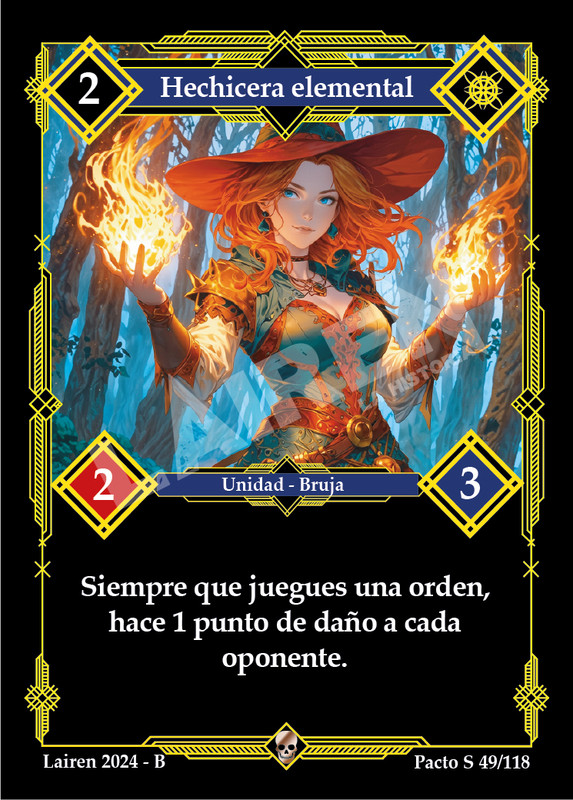 2
Hechicera elemental
2
Unidad - Bruja
3
Siempre que juegues una orden,
hace 1 punto de daño a cada
oponente.
Lairen 2024 - B
Pacto S 49/118